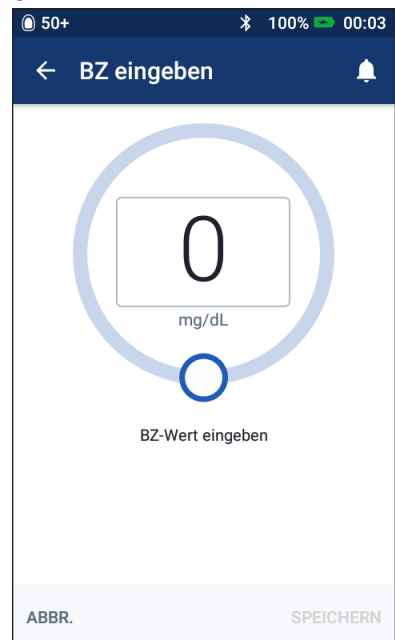 50+ 100% 00:03
BZ eingeben
0
mg/dL
BZ-Wert eingeben
ABBR. SPEICHERN